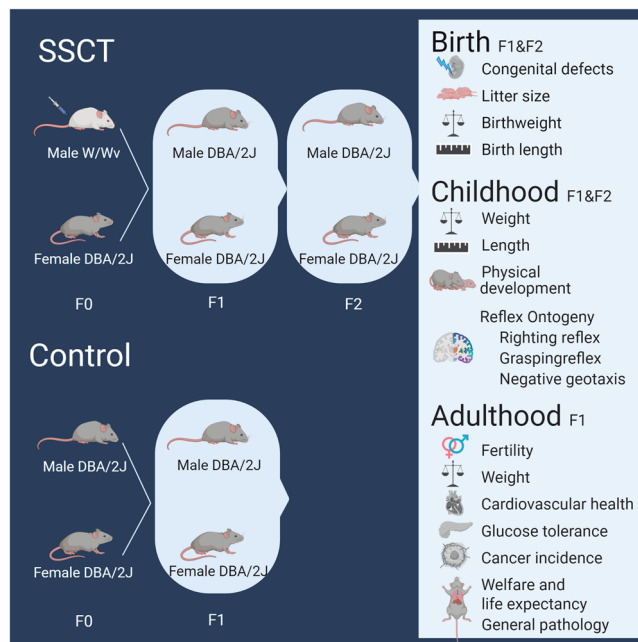 SSCT
Male W/Wv
Male DBA/2J
Male DBA/2J
Female DBA/2J
Female DBA/2J
Female DBA/2J
F0
F1
F2
Control
Male DBA/2J
Male DBA/2J
Female DBA/2J
Female DBA/2J
F0
F1
Birth F1&F2
Congenital defects
Litter size
Birthweight
Birth length
Childhood F1&F2
Weight
Length
Physical
development
Reflex Ontogeny
Righting reflex
Graspingreflex
Negative geotaxis
Adulthood F1
Fertility
Weight
Cardiovascular health
Glucose tolerance
Cancer incidence
Welfare and
life expectancy
General pathology